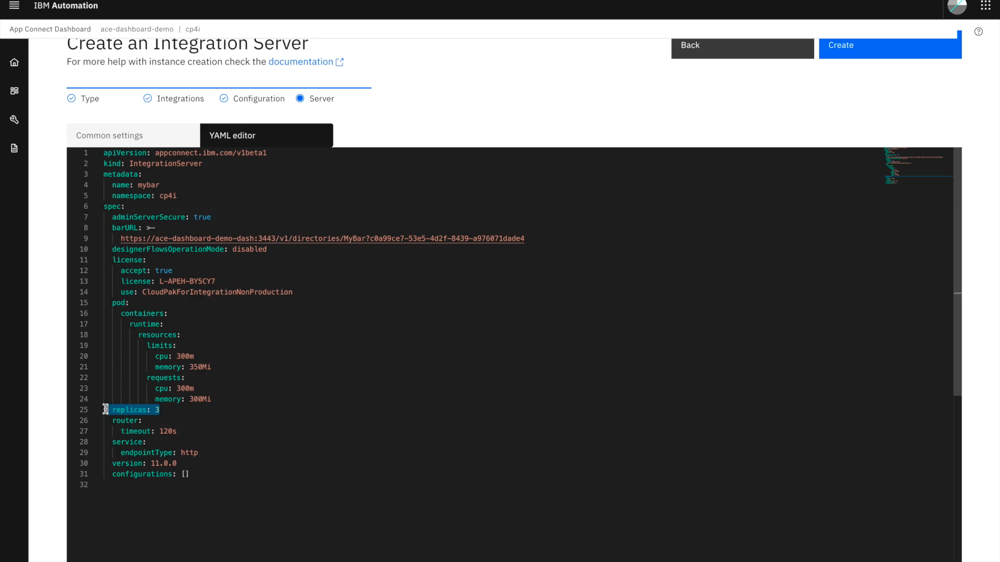 IBM Automation
App Connect Dashboard ace-dashboard-demo | cp4i
Create an Integration Server
Back
Create
For more help with instance creation check the documentation
Type
Integrations
Configuration
Server
Common settings
YAML editor
1 apiVersion: appconnect.ibm.com/v1beta1
2 kind: IntegrationServer
3 metadata:
4 name: mybar
5 namespace: cp4i
6 spec:
7 adminServerSecure: true
8 barURL: >-
9 https://ace-dashboard-demo-dash:3443/v1/directories/MyBar?c0a99ce7-53e5-4d2f-8439-a976071dade4
10 designerFlowsOperationMode: disabled
11 license:
12 accept: true
13 license: L-APEH-BY5CY7
14 use: CloudPakForIntegrationNonProduction
15 pod:
16 containers:
17 runtime:
18 resources:
19 limits:
20 cpu: 300m
21 memory: 350Mi
22 requests:
23 cpu: 300m
24 memory: 300Mi
25 replicas: 3
26 router:
27 timeout: 120s
28 service:
29 endpointType: http
30 version: 11.0.0
31 configurations: []
32